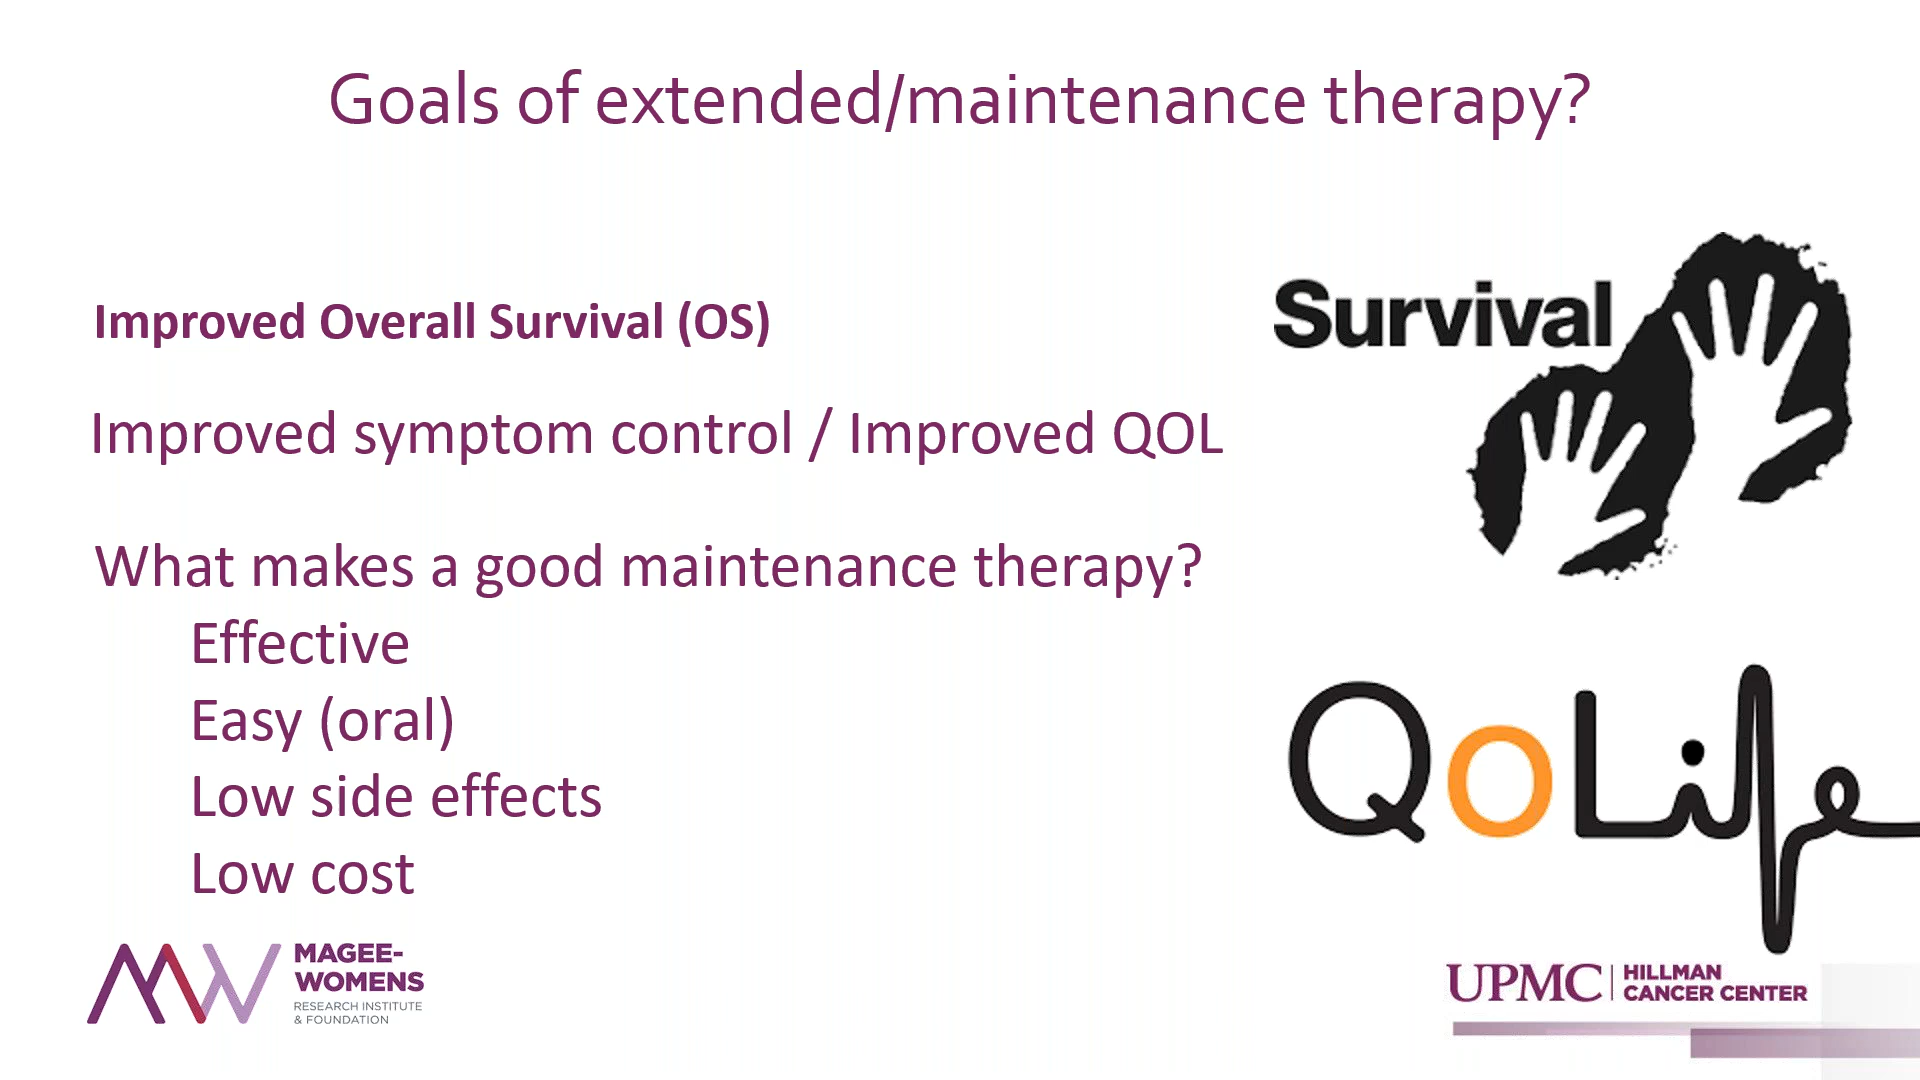 Goals of extended/maintenance therapy?
Improved Overall Survival (OS)
Improved symptom control / Improved QOL
What makes a good maintenance therapy?
Effective
Easy (oral)
Low side effects
Low cost
Survival
QoLife
MAGEE-
WOMENS
RESEARCH INSTITUTE
& FOUNDATION
UPMC
HILLMAN
CANCER CENTER